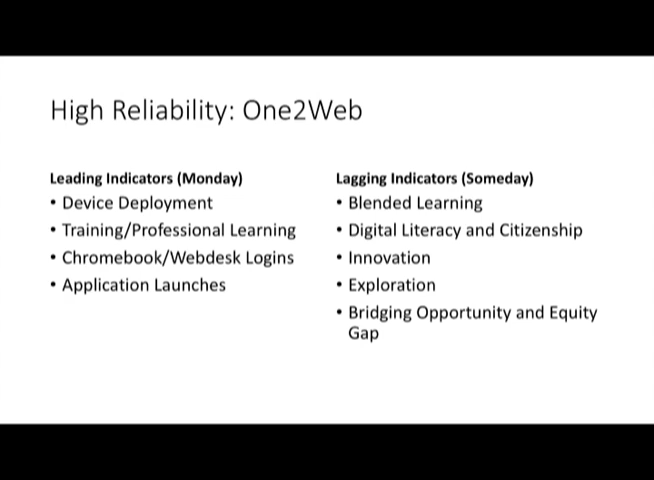 High Reliability: One2Web
Leading Indicators (Monday)
• Device Deployment
• Training/Professional Learning
• Chromebook/Webdesk Logins
• Application Launches
Lagging Indicators (Someday)
• Blended Learning
• Digital Literacy and Citizenship
• Innovation
• Exploration
• Bridging Opportunity and Equity
Gap